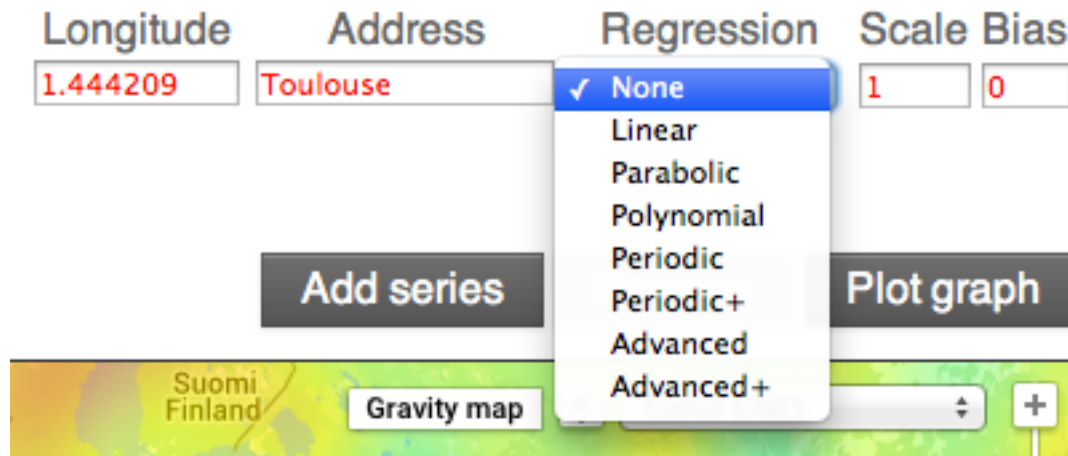 Longitude Address Regression Scale Bias
1.444209 Toulouse ✓ None 1 0
Linear
Parabolic
Polynomial
Periodic
Add series Periodic+ Plot graph
Advanced
Suomi
Finland
Advanced+
Gravity map +